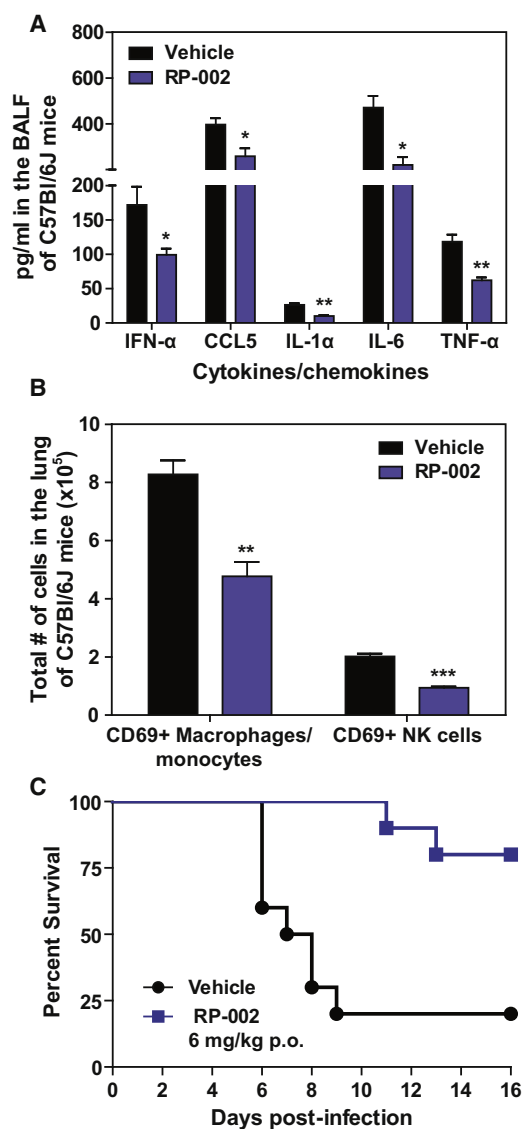 A
800
600
400
200
200
150
100
50
0
pg/ml in the BALF
of C57Bl/6J mice
Vehicle
RP-002
*
*
**
*
**
IFN-α CCL5 IL-1α IL-6 TNF-α
Cytokines/chemokines
B
10
8
6
4
2
0
Total # of cells in the lung
of C57Bl/6J mice (x10⁵)
Vehicle
RP-002
**
***
CD69+ Macrophages/
monocytes
CD69+ NK cells
C
100
75
50
25
0
Percent Survival
Vehicle
RP-002
6 mg/kg p.o.
0 2 4 6 8 10 12 14 16
Days post-infection